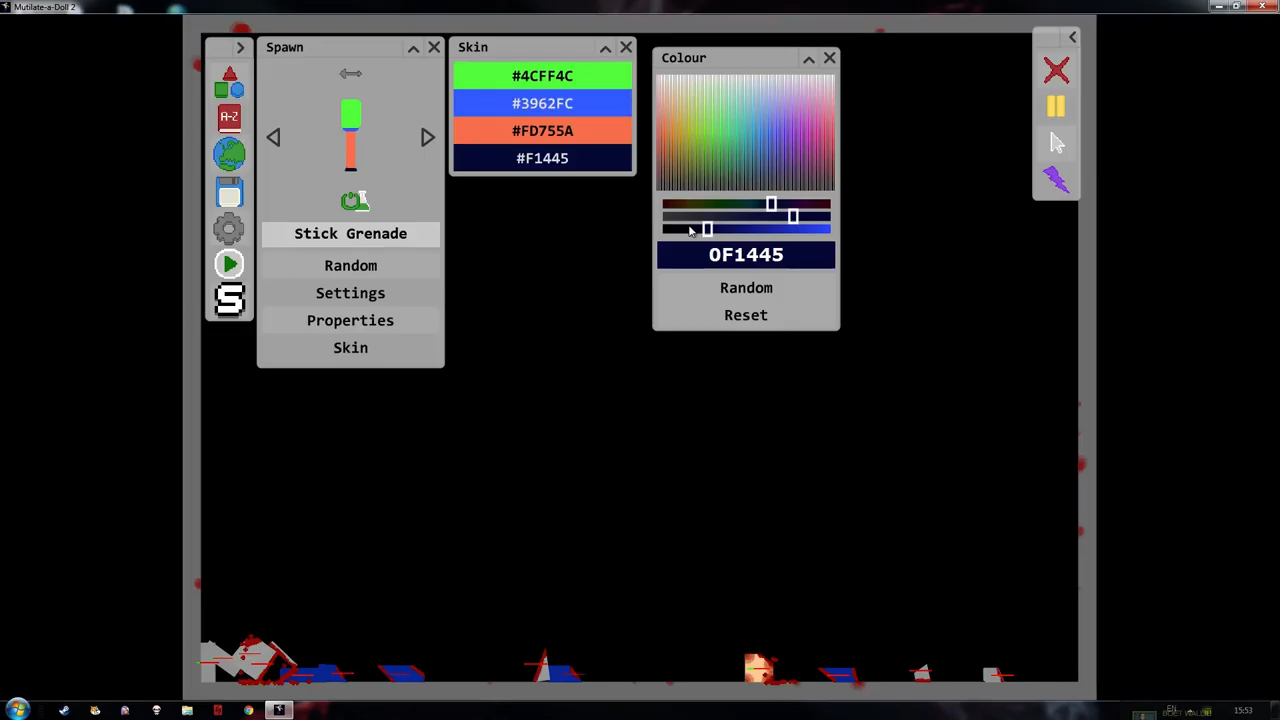 Mutilate-a-Doll 2
Spawn
Stick Grenade
Random
Settings
Properties
Skin
A-Z
S
Skin
#4CFF4C
#3962FC
#FD755A
#F1445
Colour
0F1445
Random
Reset
EN
15:53